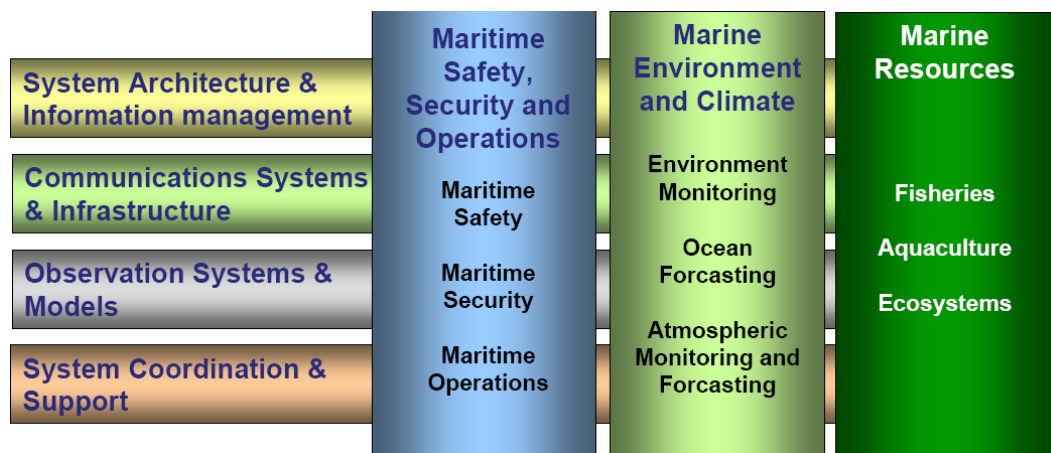 System Architecture &
Information management
Communications Systems
& Infrastructure
Observation Systems &
Models
System Coordination &
Support
Maritime
Safety,
Security and
Operations
Maritime
Safety
Maritime
Security
Maritime
Operations
Marine
Environment
and Climate
Environment
Monitoring
Ocean
Forcasting
Atmospheric
Monitoring and
Forcasting
Marine
Resources
Fisheries
Aquaculture
Ecosystems